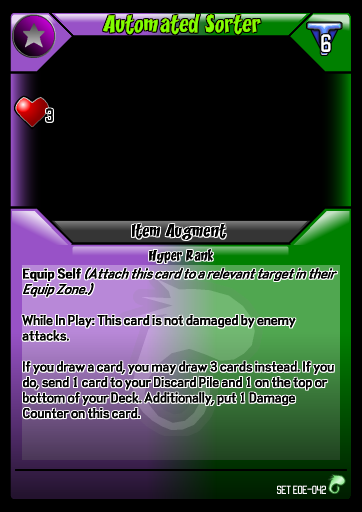 Automated Sorter
6
3
Item Augment
Hyper Rank
Equip Self (Attach this card to a relevant target in their
Equip Zone.)
While In Play: This card is not damaged by enemy
attacks.
If you draw a card, you may draw 3 cards instead. If you
do, send 1 card to your Discard Pile and 1 on the top or
bottom of your Deck. Additionally, put 1 Damage
Counter on this card.
SET EOE-042